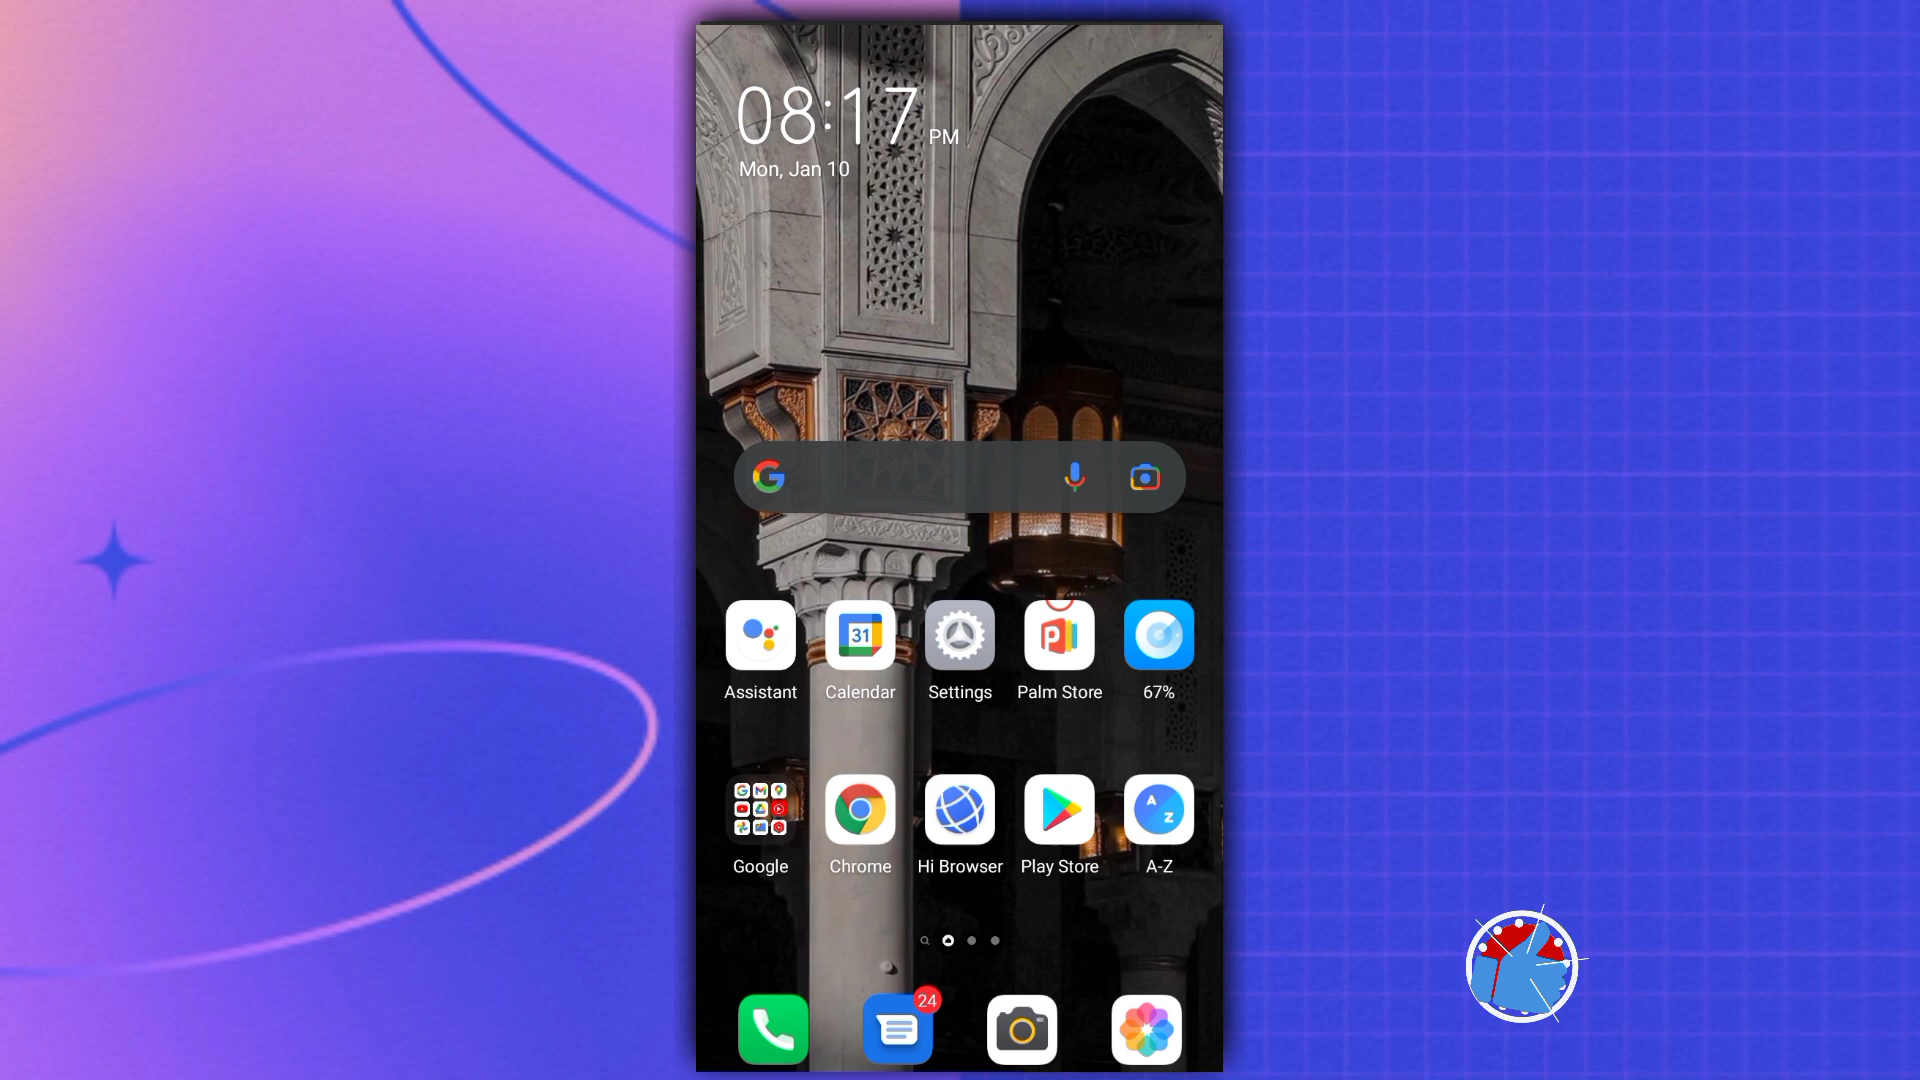 08:17 PM
Mon, Jan 10
Assistant Calendar Settings Palm Store 67%
31
P
Google Chrome Hi Browser Play Store A-Z
A
Z
24